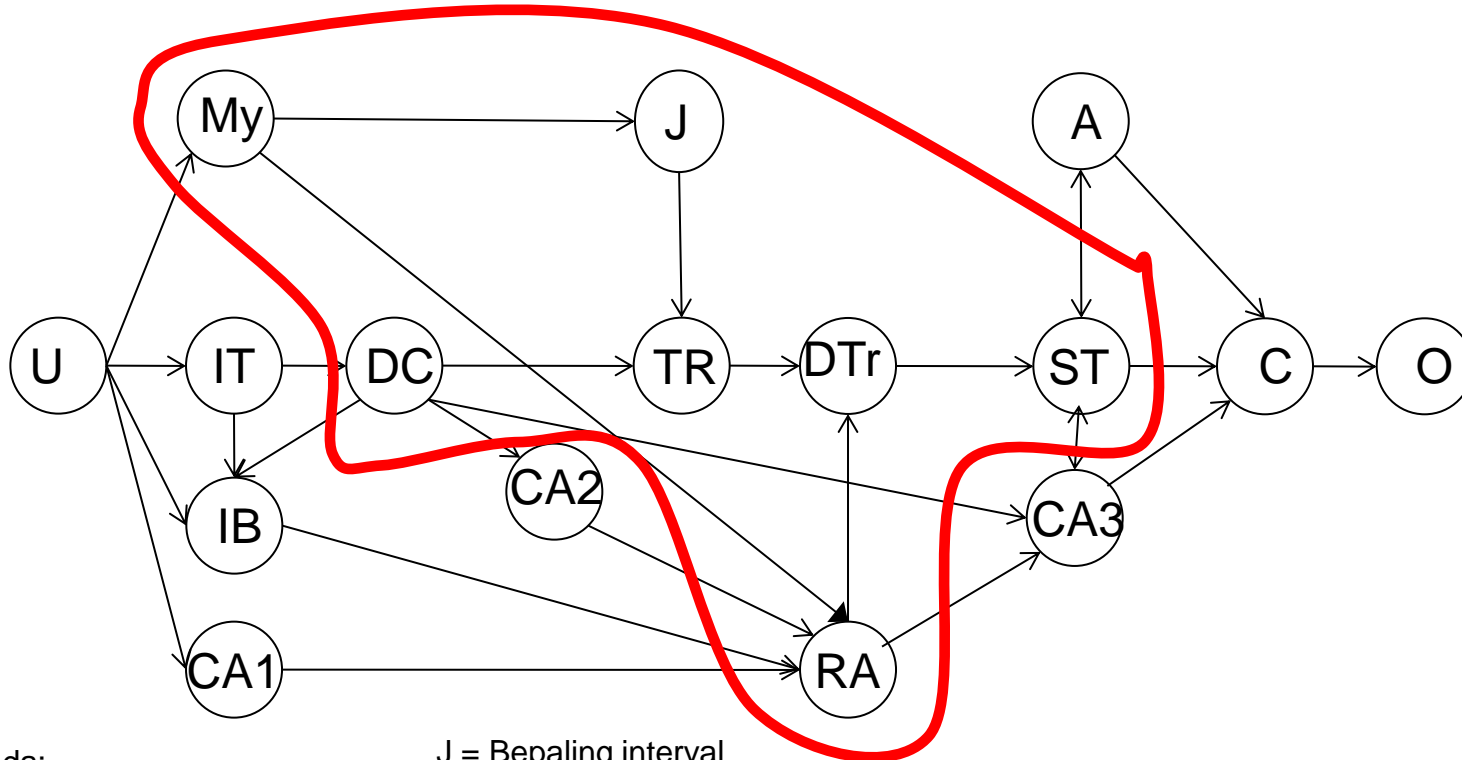 My J A
U IT DC TR DTr ST C O
CA2 CA3
IB
CA1 RA
J = Bepaling interval